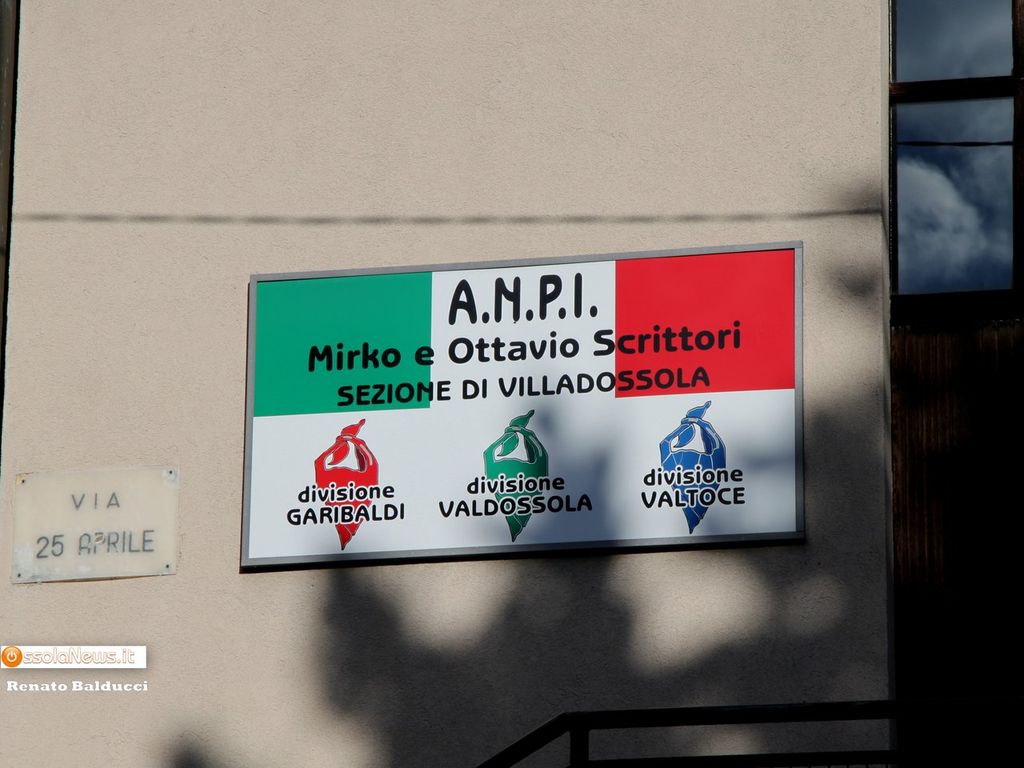 A.N.P.I.
Mirko e Ottavio Scrittori
SEZIONE DI VILLADOSSOLA
divisione
GARIBALDI
divisione
VALDOSSOLA
divisione
VALTOCE
VIA
25 APRILE
OssolaNews.it
Renato Balducci